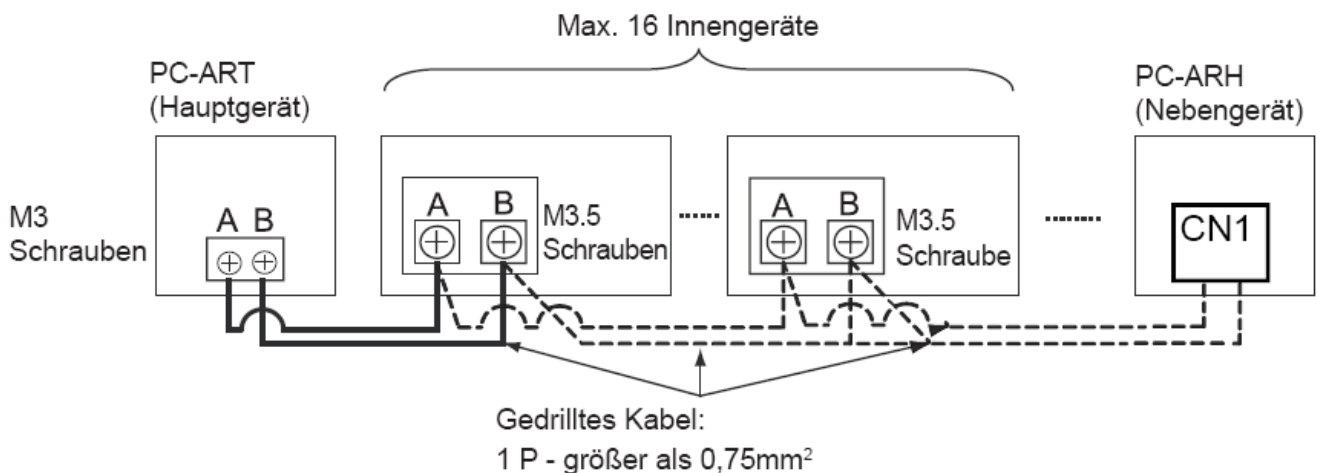 Max. 16 Innengeräte
PC-ART
(Hauptgerät)
PC-ARH
(Nebengerät)
M3
Schrauben
A B
A B
M3.5
Schrauben
A B
M3.5
Schraube
CN1
Gedrilltes Kabel:
1 P - größer als 0,75mm²